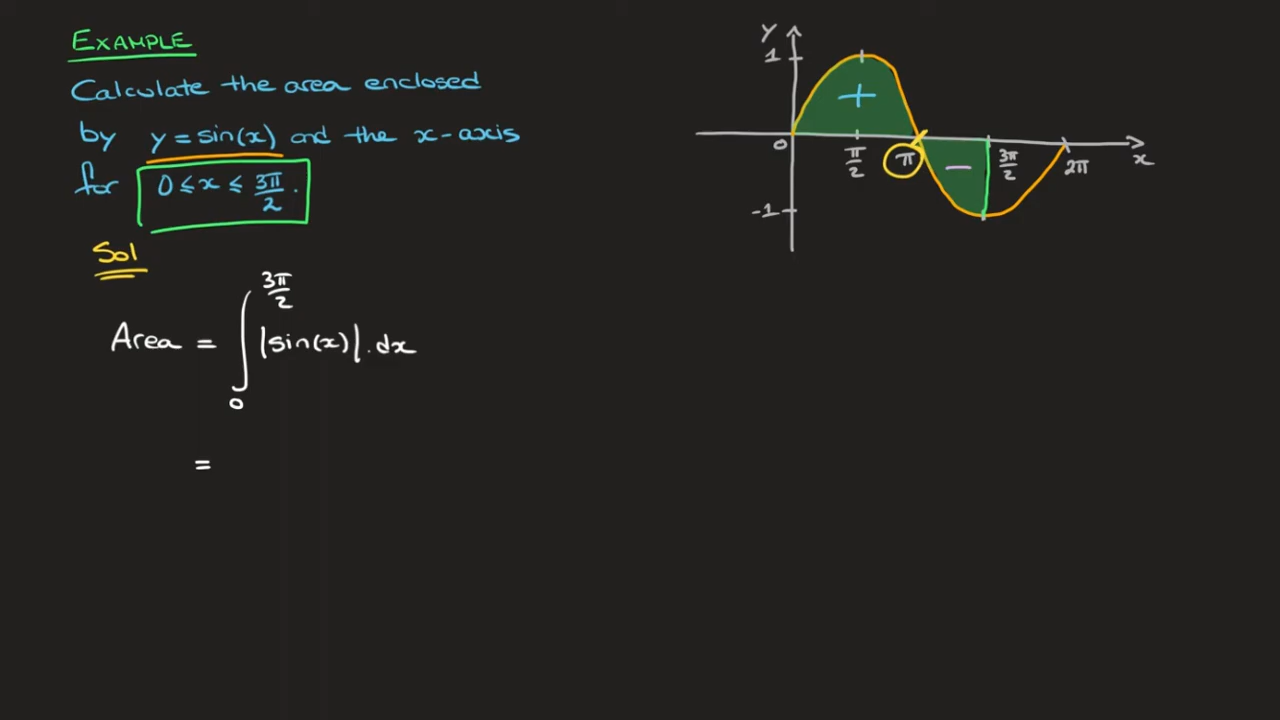 EXAMPLE
Calculate the area enclosed
by y = sin(x) and the x-axis
for 0 ≤ x ≤ 3π/2.
Sol
Area = ∫₀^(3π/2) |sin(x)| . dx
=
y
1
+
0
π/2
π
−
3π/2
2π
x
-1